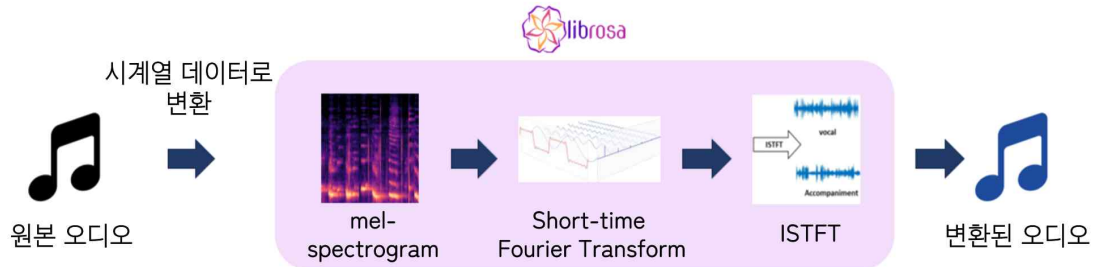 librosa
시계열 데이터로
변환
ISTFT
vocal
Accompaniment
원본 오디오
mel-
spectrogram
Short-time
Fourier Transform
ISTFT
변환된 오디오